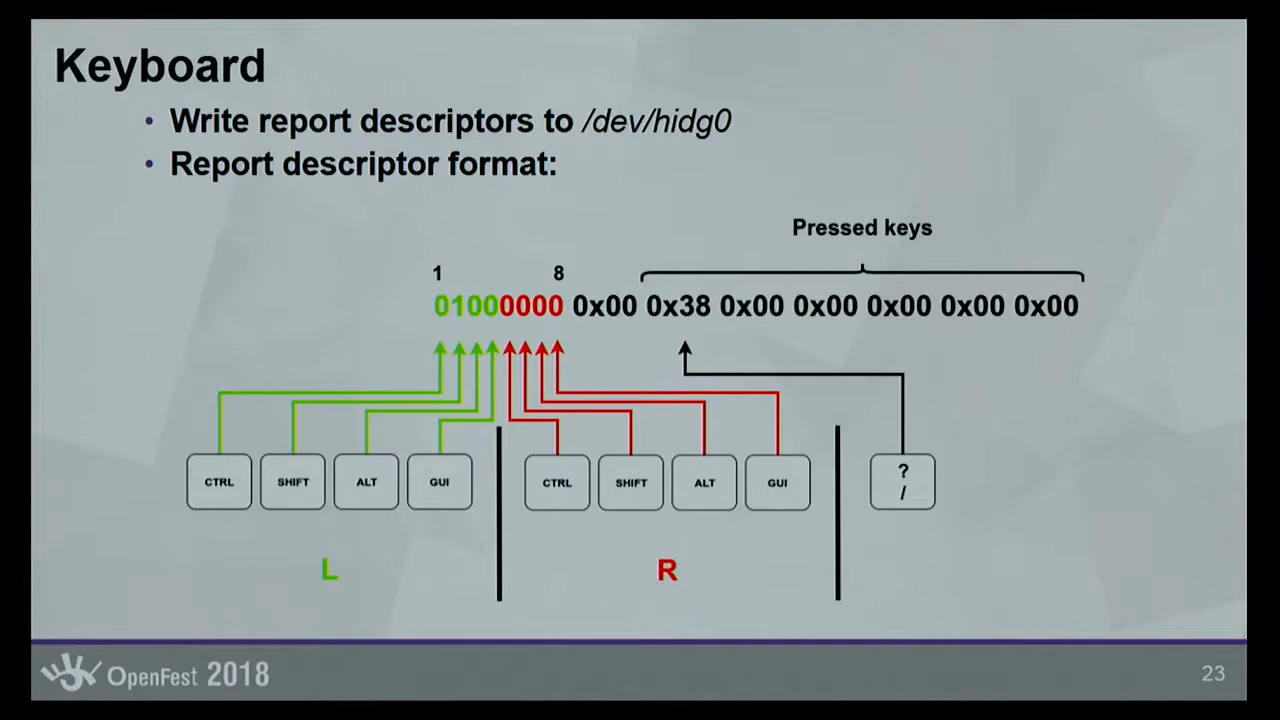 Keyboard
• Write report descriptors to /dev/hidg0
• Report descriptor format:
Pressed keys
1 8
01000000 0x00 0x38 0x00 0x00 0x00 0x00 0x00
CTRL SHIFT ALT GUI CTRL SHIFT ALT GUI ? /
L R
OpenFest 2018 23